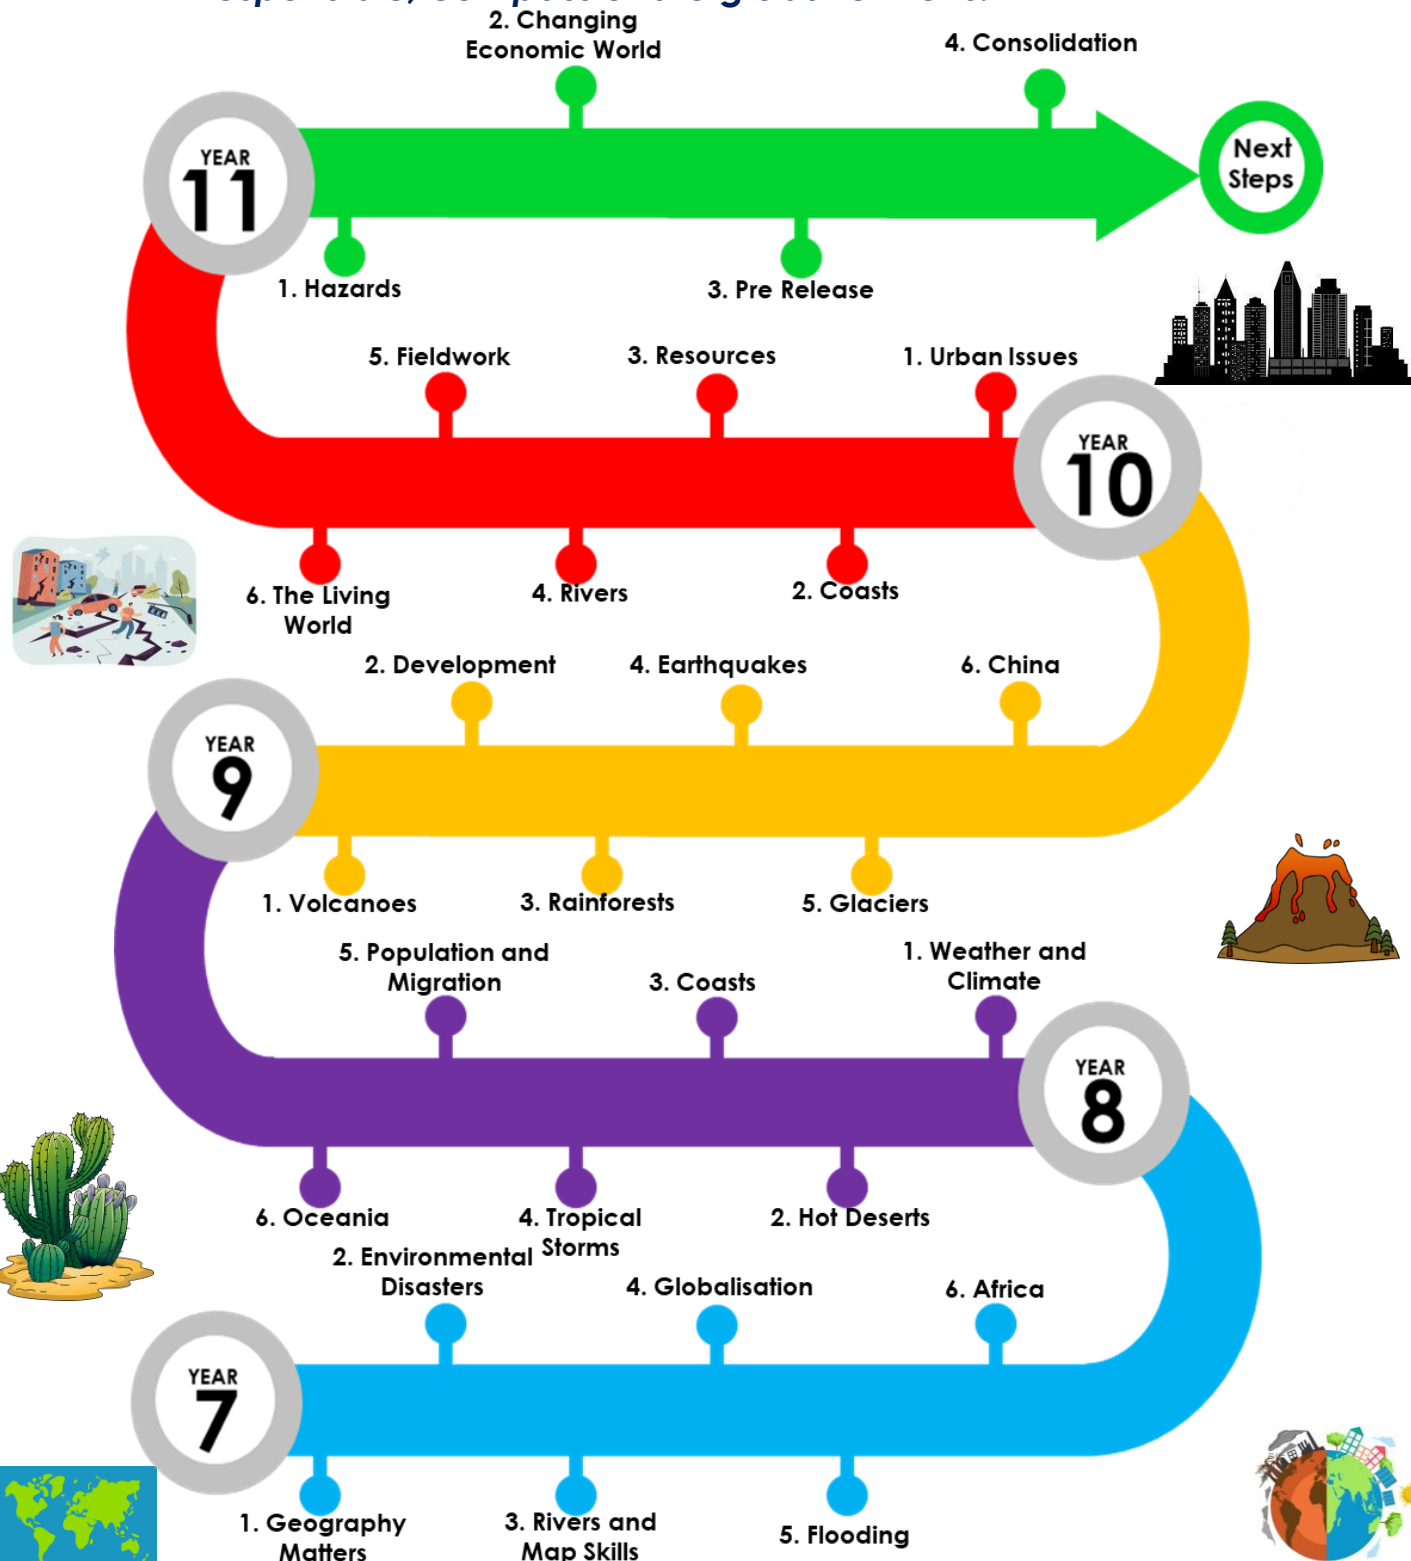 2. Changing
Economic World
4. Consolidation
YEAR
11
Next
Steps
1. Hazards
3. Pre Release
5. Fieldwork
3. Resources
1. Urban Issues
YEAR
10
6. The Living
World
4. Rivers
2. Coasts
2. Development
4. Earthquakes
6. China
YEAR
9
1. Volcanoes
3. Rainforests
5. Glaciers
5. Population and
Migration
3. Coasts
1. Weather and
Climate
YEAR
8
6. Oceania
4. Tropical
Storms
2. Hot Deserts
2. Environmental
Disasters
4. Globalisation
6. Africa
YEAR
7
1. Geography
Matters
3. Rivers and
Map Skills
5. Flooding